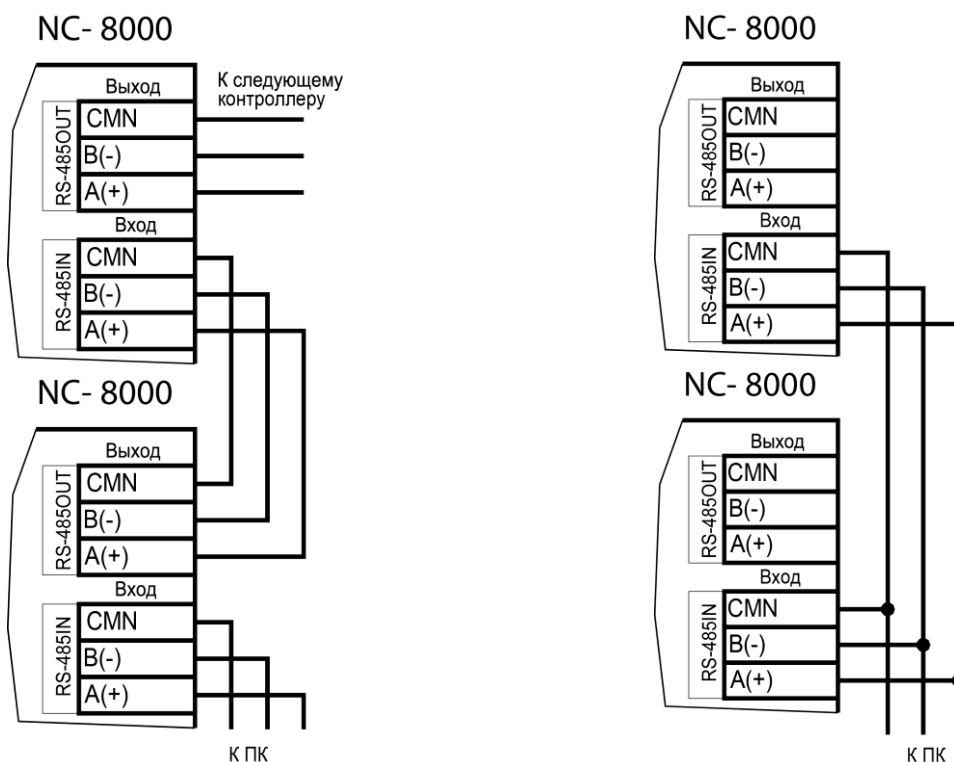 NC- 8000
Выход
К следующему
контроллеру
RS-485OUT
CMN
B(-)
A(+)
Вход
RS-485IN
CMN
B(-)
A(+)
NC- 8000
Выход
RS-485OUT
CMN
B(-)
A(+)
Вход
RS-485IN
CMN
B(-)
A(+)
К ПК
NC- 8000
Выход
RS-485OUT
CMN
B(-)
A(+)
Вход
RS-485IN
CMN
B(-)
A(+)
NC- 8000
Выход
RS-485OUT
CMN
B(-)
A(+)
Вход
RS-485IN
CMN
B(-)
A(+)
К ПК